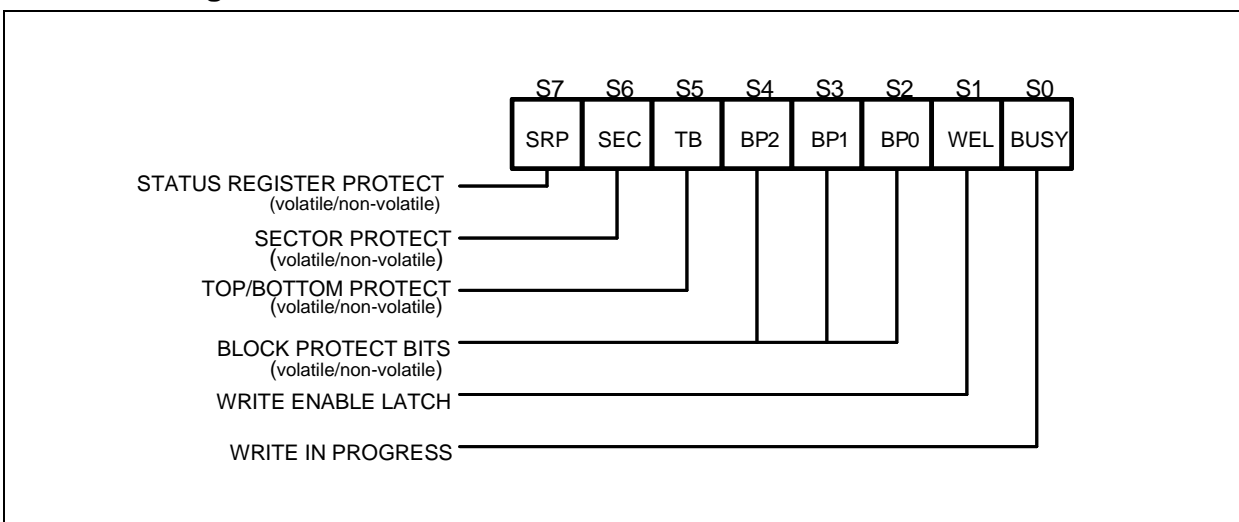 S7 S6 S5 S4 S3 S2 S1 S0
SRP SEC TB BP2 BP1 BP0 WEL BUSY
STATUS REGISTER PROTECT
(volatile/non-volatile)
SECTOR PROTECT
(volatile/non-volatile)
TOP/BOTTOM PROTECT
(volatile/non-volatile)
BLOCK PROTECT BITS
(volatile/non-volatile)
WRITE ENABLE LATCH
WRITE IN PROGRESS